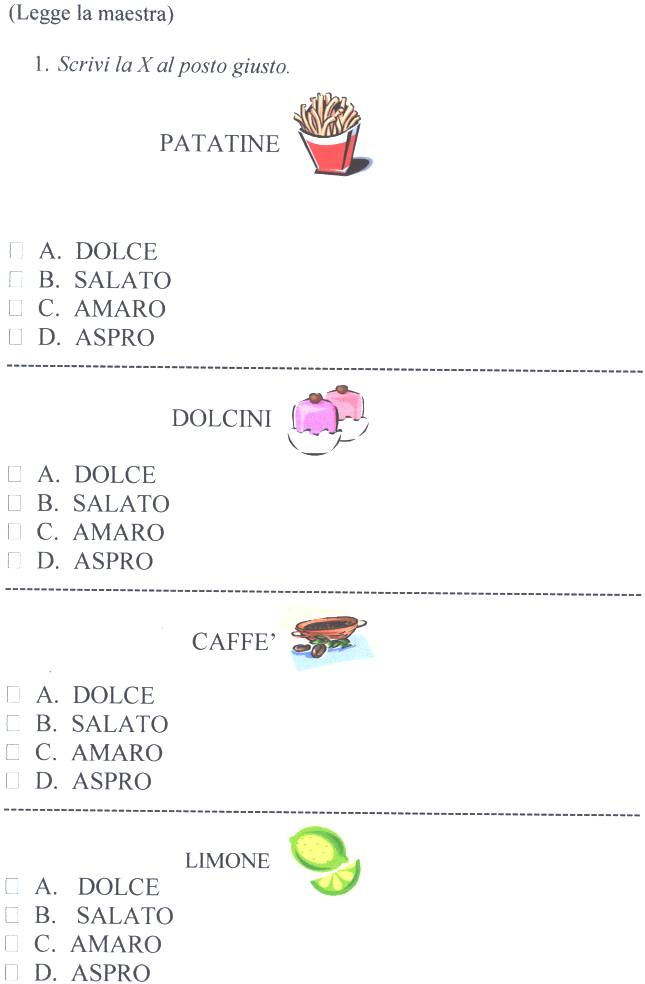 (Legge la maestra)
1. Scrivi la X al posto giusto.
PATATINE
A. DOLCE
B. SALATO
C. AMARO
D. ASPRO
DOLCINI
A. DOLCE
B. SALATO
C. AMARO
D. ASPRO
CAFFE’
A. DOLCE
B. SALATO
C. AMARO
D. ASPRO
LIMONE
A. DOLCE
B. SALATO
C. AMARO
D. ASPRO